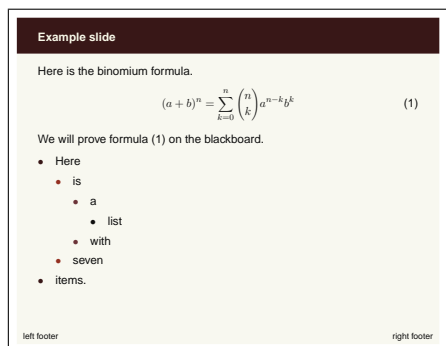 Example slide
Here is the binomium formula.
(a + b)^n = \sum_{k=0}^{n} \binom{n}{k} a^{n-k} b^k (1)
We will prove formula (1) on the blackboard.
• Here
• is
• a
• list
• with
• seven
• items.
left footer right footer